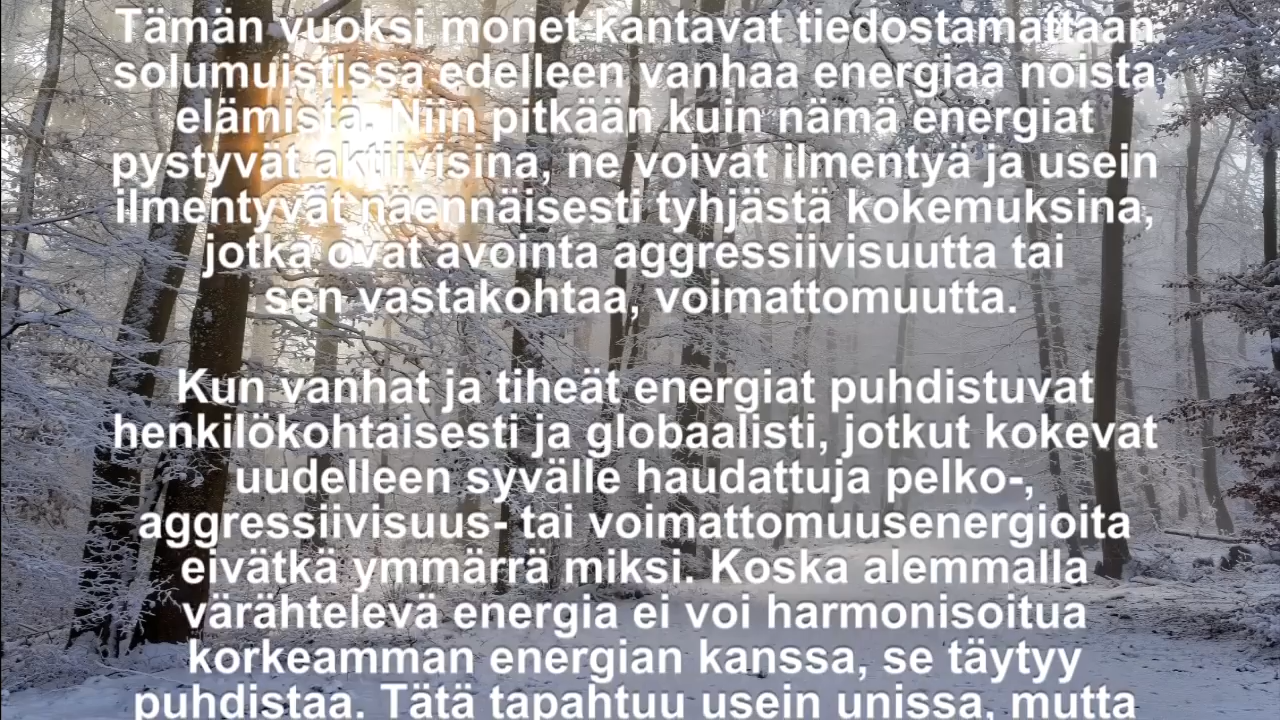 Tämän vuoksi monet kantavat tiedostamattaan
solumuistissa edelleen vanhaa energiaa noista
elämistä. Niin pitkään kuin nämä energiat
pystyvät aktiivisina, ne voivat ilmentyä ja usein
ilmentyvät näennäisesti tyhjästä kokemuksina,
jotka ovat avointa aggressiivisuutta tai
sen vastakohtaa, voimattomuutta.
Kun vanhat ja tiheät energiat puhdistuvat
henkilökohtaisesti ja globaalisti, jotkut kokevat
uudelleen syvälle haudattuja pelko-,
aggressiivisuus- tai voimattomuusenergioita
eivätkä ymmärrä miksi. Koska alemmalla
värähtelevä energia ei voi harmonisoitua
korkeamman energian kanssa, se täytyy
puhdistaa. Tätä tapahtuu usein unissa, mutta